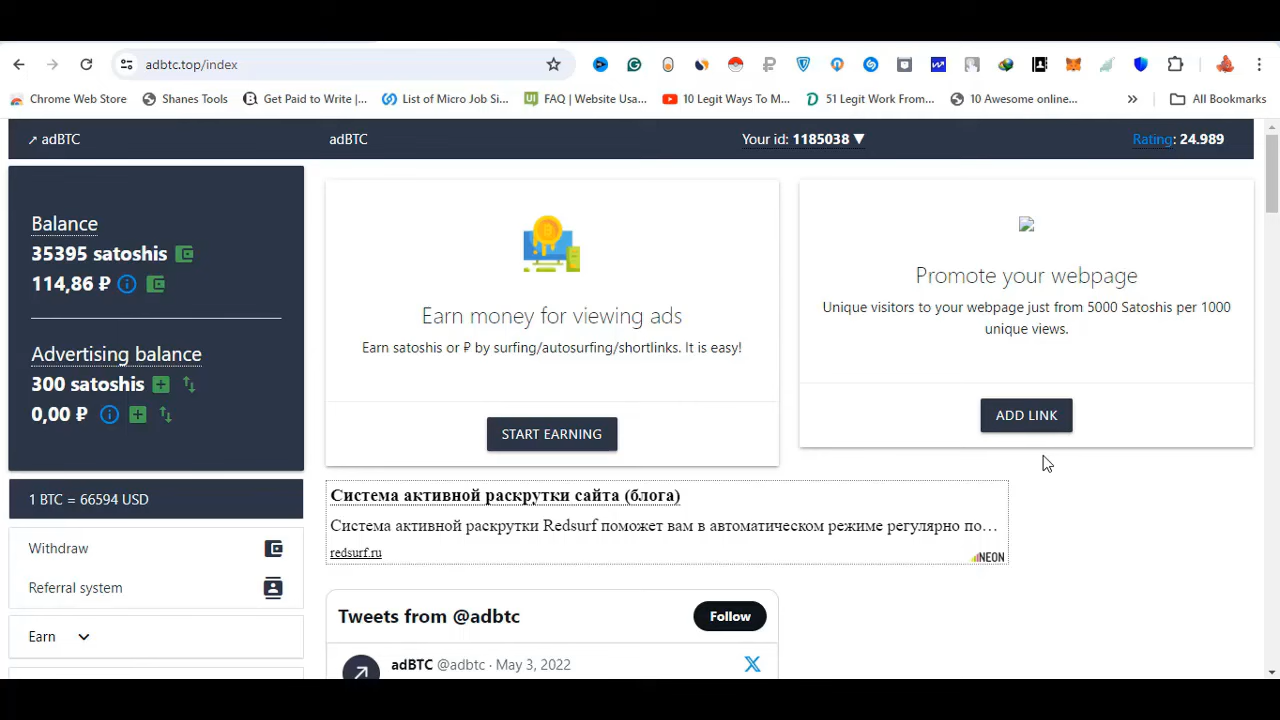 adbtc.top/index
Chrome Web Store
Shanes Tools
Get Paid to Writing |...
List of Micro Job Si...
FAQ | Website Usa...
10 Legit Ways To M...
51 Legit Work From...
10 Awesome online...
»
All Bookmarks
↗ adBTC
adBTC
Your id: 1185038 ▼
Rating: 24.989
Balance
35395 satoshis
114,86 ₽
Advertising balance
300 satoshis
0,00 ₽
1 BTC = 66594 USD
Withdraw
Referral system
Earn
Earn money for viewing ads
Earn satoshis or ₽ by surfing/autosurfing/shortlinks. It is easy!
START EARNING
Promote your webpage
Unique visitors to your webpage just from 5000 Satoshis per 1000
unique views.
ADD LINK
Система активной раскрутки сайта (блога)
Система активной раскрутки Redsurf поможет вам в автоматическом режиме регулярно по…
redsurf.ru
NEON
Tweets from @adbtc
Follow
adBTC @adbtc · May 3, 2022